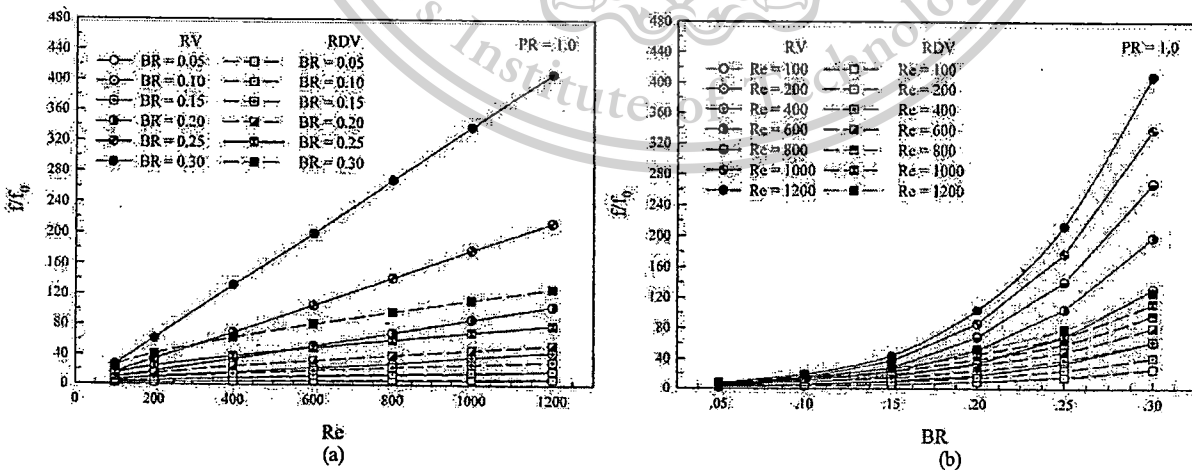 s Institute of Technolo
480
440
400
360
320
280
240
200
160
120
80
40
0
f/f0
RV RDV PR = 1.0
BR = 0.05 BR = 0.05
BR = 0.10 BR = 0.10
BR = 0.15 BR = 0.15
BR = 0.20 BR = 0.20
BR = 0.25 BR = 0.25
BR = 0.30 BR = 0.30
0 200 400 600 800 1000 1200
Re
(a)
480
440
400
360
320
280
240
200
160
120
80
40
0
f/f0
RV RDV PR = 1.0
Re = 100 Re = 100
Re = 200 Re = 200
Re = 400 Re = 400
Re = 600 Re = 600
Re = 800 Re = 800
Re = 1000 Re = 1000
Re = 1200 Re = 1200
.05 .10 .15 .20 .25 .30
BR
(b)